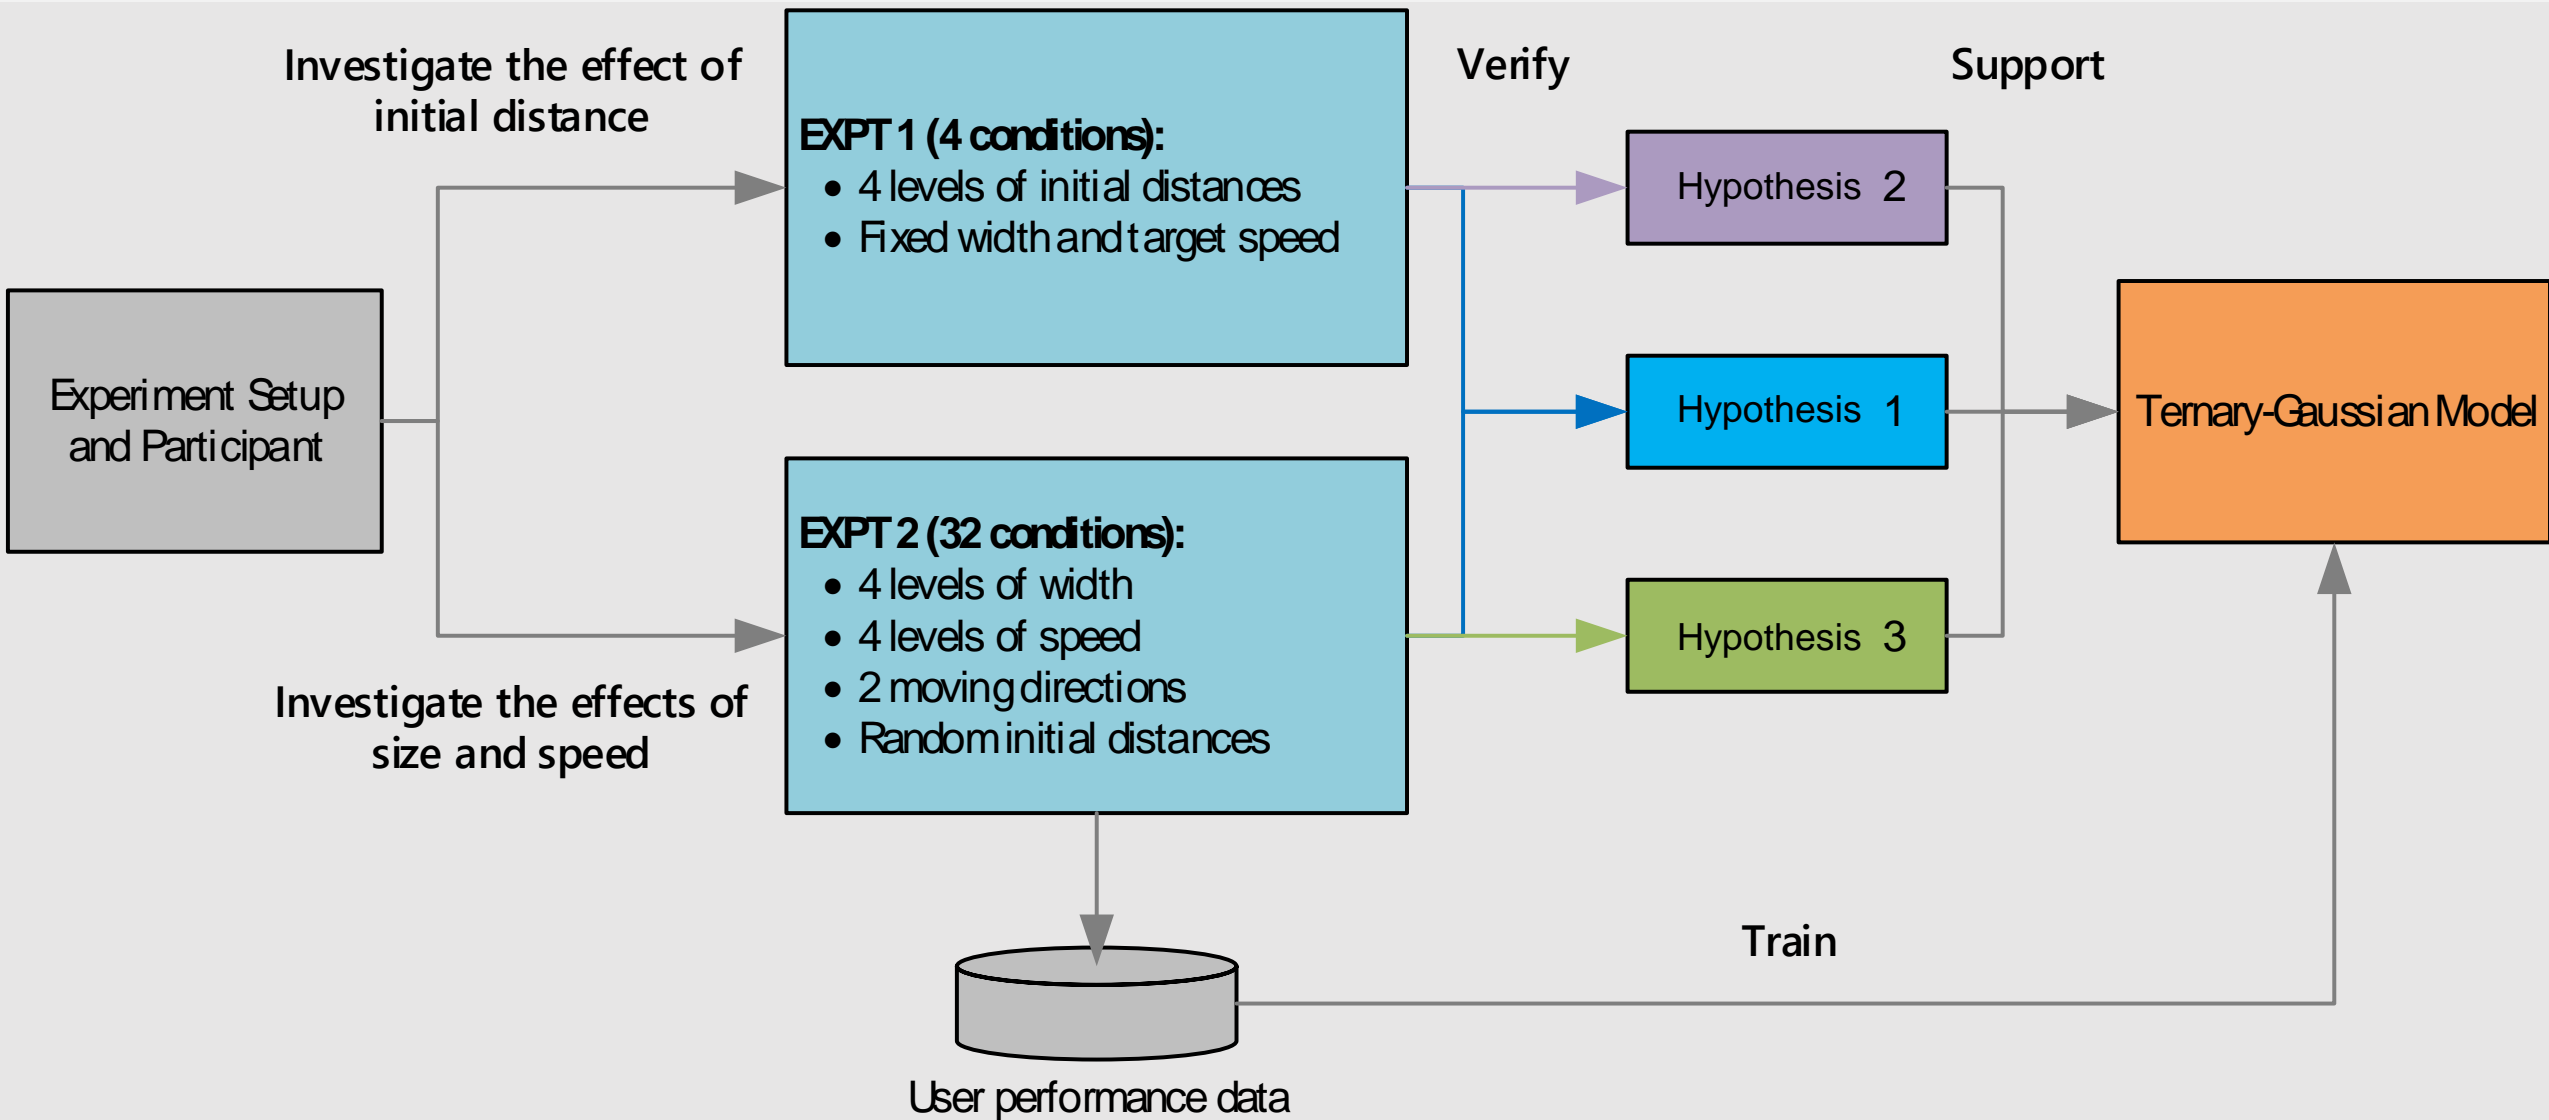 Investigate the effect of
initial distance
Verify
Support
EXPT 1 (4 conditions):
• 4 levels of initial distances
• Fixed width and target speed
Hypothesis 2
Experiment Setup
and Participant
Hypothesis 1
Ternary-Gaussian Model
EXPT 2 (32 conditions):
• 4 levels of width
• 4 levels of speed
• 2 moving directions
• Random initial distances
Hypothesis 3
Investigate the effects of
size and speed
Train
User performance data